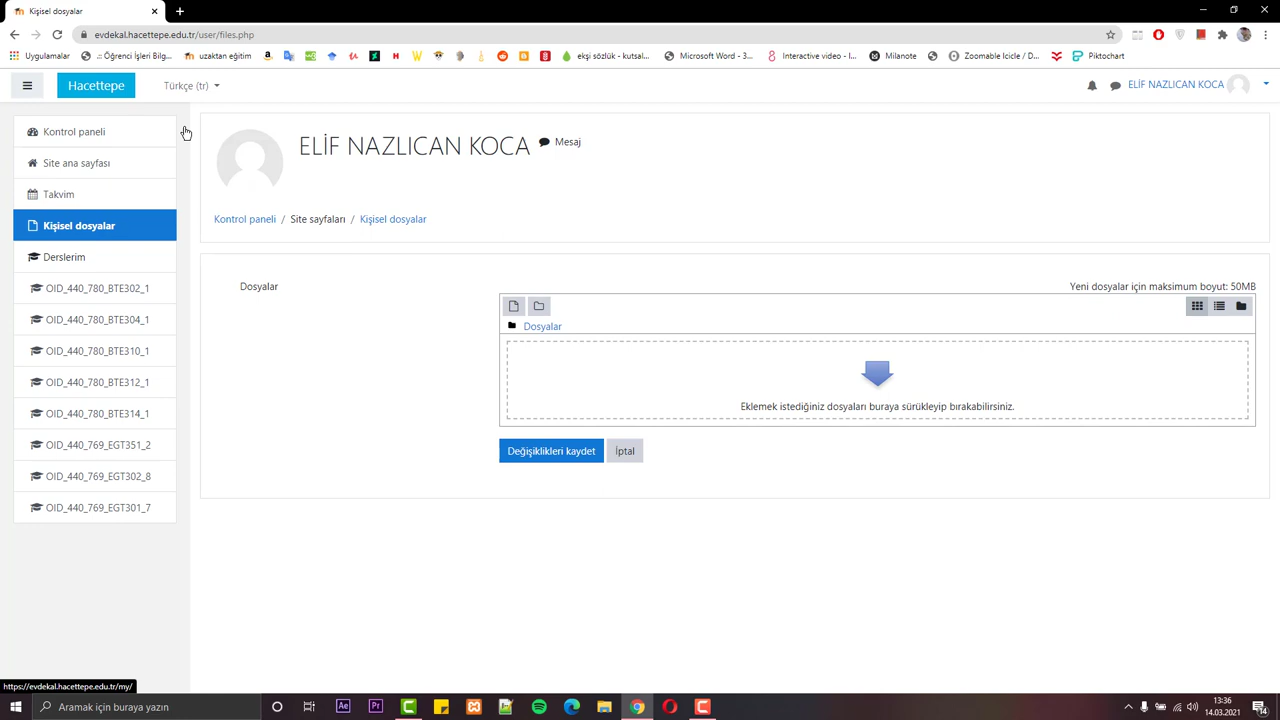 Kişisel dosyalar
evdekal.hacettepe.edu.tr/user/files.php
Uygulamalar
.:: Öğrenci İşleri Bilg...
uzaktan eğitim
ekşi sözlük - kutsal...
Microsoft Word - 3...
Interactive video - I...
Milanote
Zoomable Icicle / D...
Piktochart
Hacettepe
Türkçe (tr)
ELİF NAZLICAN KOCA
Kontrol paneli
Site ana sayfası
Takvim
Kişisel dosyalar
Derslerim
OID_440_780_BTE302_1
OID_440_780_BTE304_1
OID_440_780_BTE310_1
OID_440_780_BTE312_1
OID_440_780_BTE314_1
OID_440_769_EGT351_2
OID_440_769_EGT302_8
OID_440_769_EGT301_7
ELİF NAZLICAN KOCA
Mesaj
Kontrol paneli / Site sayfaları / Kişisel dosyalar
Dosyalar
Yeni dosyalar için maksimum boyut: 50MB
Dosyalar
Eklemek istediğiniz dosyaları buraya sürükleyip bırakabilirsiniz.
Değişiklikleri kaydet
İptal
https://evdekal.hacettepe.edu.tr/my/
Aramak için buraya yazın
Ae
Pr
13:36
14.03.2021
14